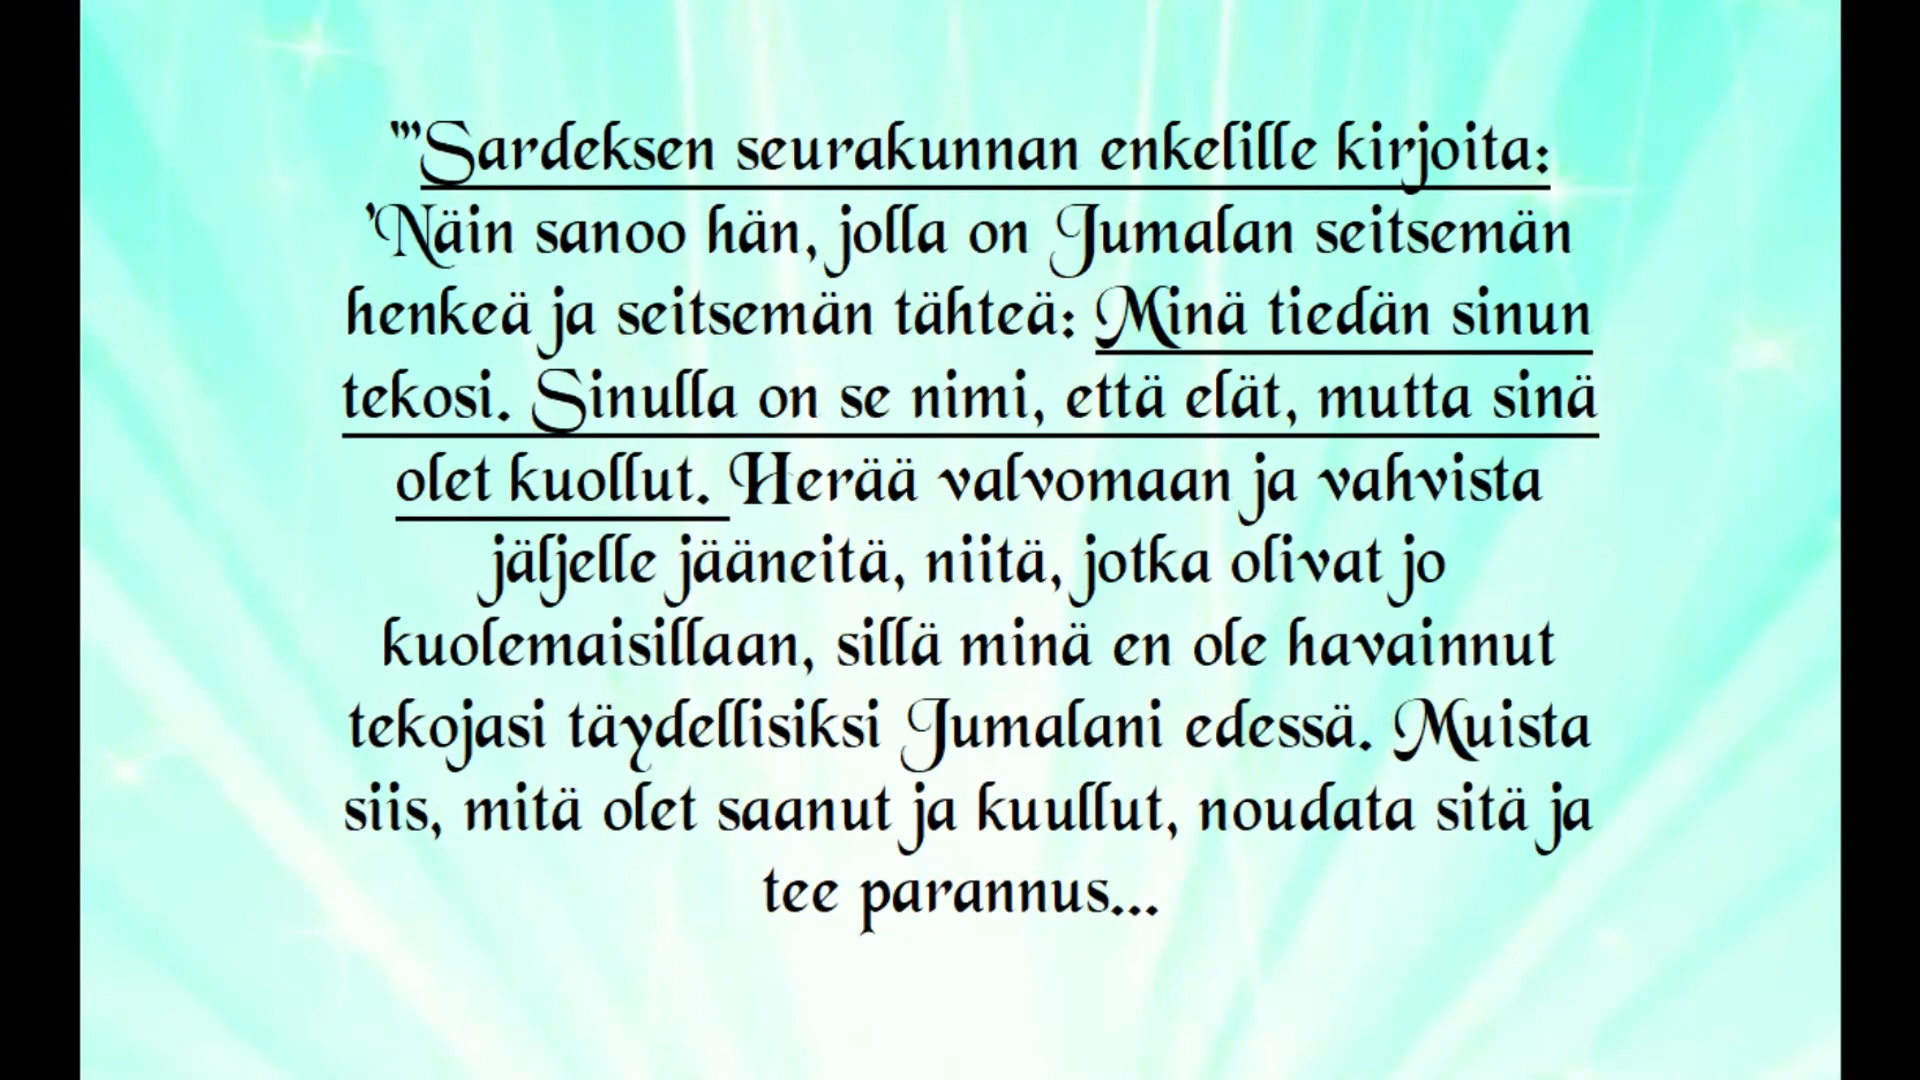 "'Sardeksen seurakunnan enkelille kirjoita:
'Näin sanoo hän, jolla on Jumalan seitsemän
henkeä ja seitsemän tähteä: Minä tiedän sinun
tekosi. Sinulla on se nimi, että elät, mutta sinä
olet kuollut. Herää valvomaan ja vahvista
jäljelle jääneitä, niitä, jotka olivat jo
kuolemaisillaan, sillä minä en ole havainnut
tekojasi täydellisiksi Jumalani edessä. Muista
siis, mitä olet saanut ja kuullut, noudata sitä ja
tee parannus...